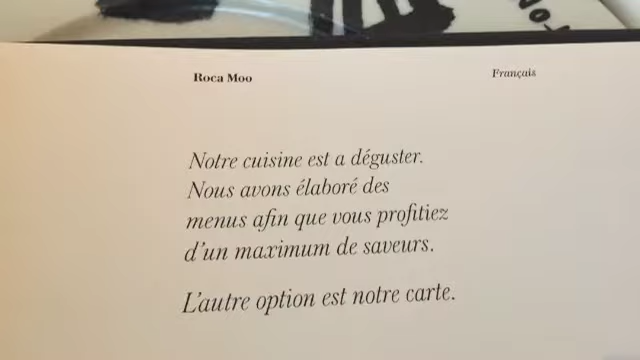 Roca Moo
Français
Notre cuisine est a déguster.
Nous avons élaboré des
menus afin que vous profitiez
d'un maximum de saveurs.
L'autre option est notre carte.